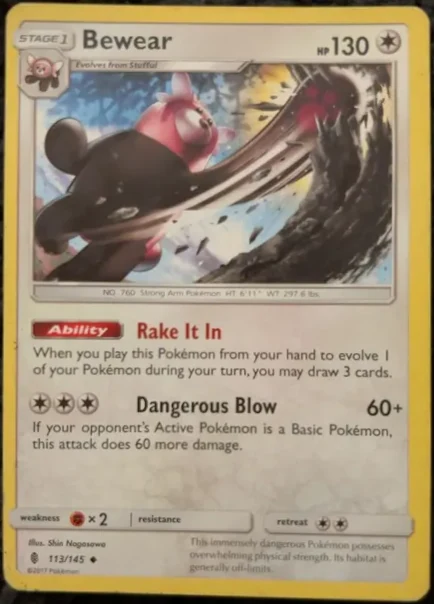 STAGE 1 Bewear HP 130
Evolves from Stufful
NO. 760 Strong Arm Pokémon HT: 6'11" WT: 297.6 lbs.
Ability Rake It In
When you play this Pokémon from your hand to evolve 1
of your Pokémon during your turn, you may draw 3 cards.
Dangerous Blow 60+
If your opponent's Active Pokémon is a Basic Pokémon,
this attack does 60 more damage.
weakness × 2 resistance retreat
Illus. Shin Nagasawa
113/145
©2017 Pokémon
This immensely dangerous Pokémon possesses
overwhelming physical strength. Its habitat is
generally off-limits.